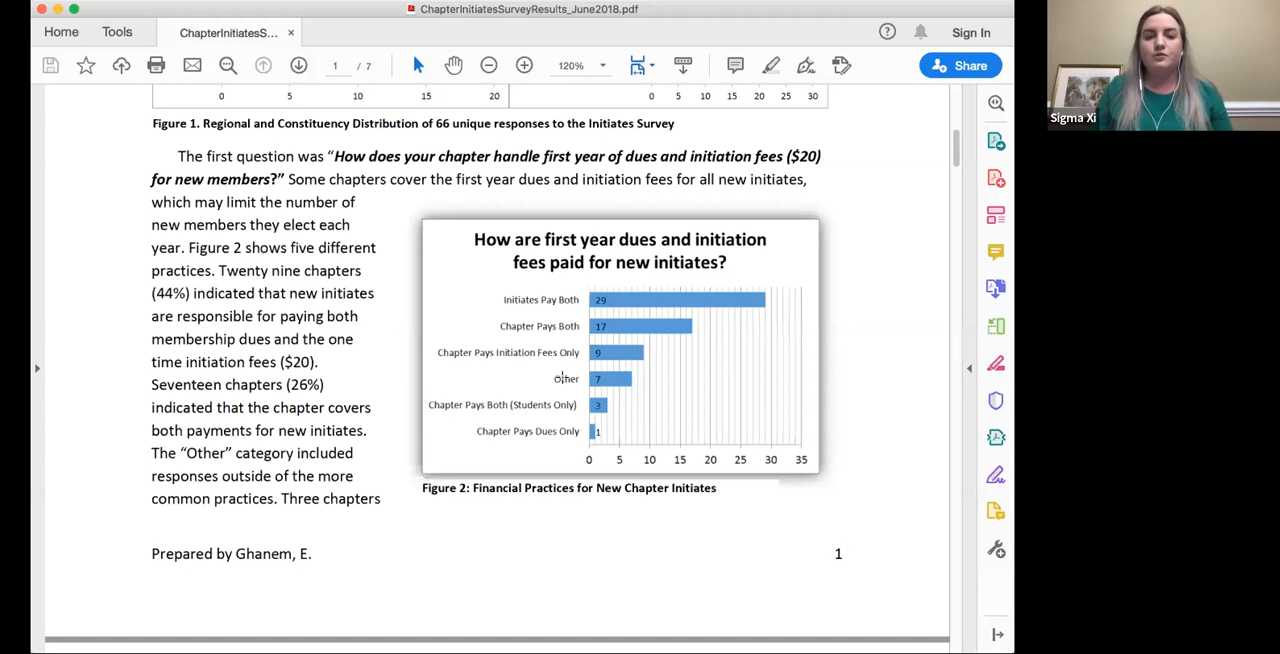 ChapterInitiatesSurveyResults_June2018.pdf
Home
Tools
ChapterInitiatesS...
Sign In
1 / 7
120%
Share
Sigma Xi
0 5 10 15 20 0 5 10 15 20 25 30
Figure 1. Regional and Constituency Distribution of 66 unique responses to the Initiates Survey
The first question was “How does your chapter handle first year of dues and initiation fees ($20)
for new members?” Some chapters cover the first year dues and initiation fees for all new initiates,
which may limit the number of
new members they elect each
year. Figure 2 shows five different
practices. Twenty nine chapters
(44%) indicated that new initiates
are responsible for paying both
membership dues and the one
time initiation fees ($20).
Seventeen chapters (26%)
indicated that the chapter covers
both payments for new initiates.
The “Other” category included
responses outside of the more
common practices. Three chapters
How are first year dues and initiation
fees paid for new initiates?
Initiates Pay Both 29
Chapter Pays Both 17
Chapter Pays Initiation Fees Only 9
Other 7
Chapter Pays Both (Students Only) 3
Chapter Pays Dues Only 1
0 5 10 15 20 25 30 35
Figure 2: Financial Practices for New Chapter Initiates
Prepared by Ghanem, E.
1